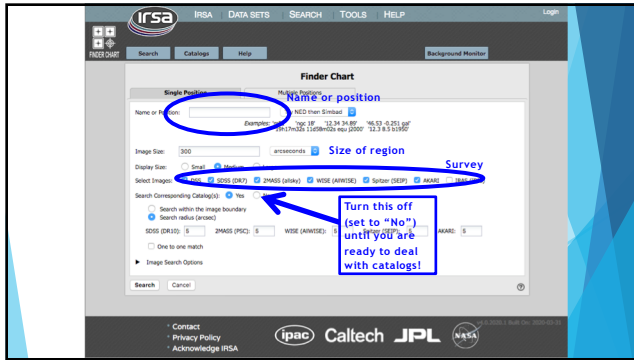 irsa
IRSA DATA SETS SEARCH TOOLS HELP
Login
FINDER CHART
Search Catalogs Help Background Monitor
Finder Chart
Single Position Multiple Positions
Name or position
Name or Position: NED then Simbad
Examples: 'ngc 18' '12.34 34.89' '46.53 -0.251 gal'
'19h17m32s 11d58m02s equ j2000' '12.3 8.5 b1950'
Size of region
Image Size: 300 arcseconds
Survey
Display Size: Small Medium
Select Images: DSS SDSS (DR7) 2MASS (allsky) WISE (AllWISE) Spitzer (SEIP) AKARI
Search Corresponding Catalog(s): Yes
Turn this off
(set to “No”)
until you are
ready to deal
with catalogs!
Search within the image boundary
Search radius (arcsec)
SDSS (DR10): 5 2MASS (PSC): 5 WISE (AllWISE): 5 Spitzer (SEIP): 5 AKARI: 5
One to one match
Image Search Options
Search Cancel
Contact
Privacy Policy
Acknowledge IRSA
ipac Caltech JPL NASA